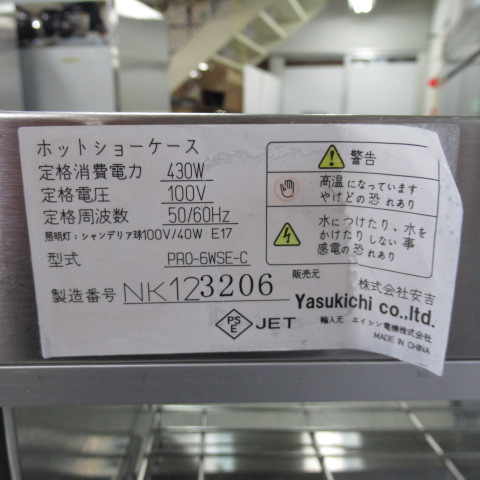 ホットショーケース
定格消費電力 430W
定格電圧 100V
定格周波数 50/60Hz
照明灯:シャンデリア球100V/40W E17
型式 PRO-6WSE-C
製造番号 NK123206
PSE JET
警告
高温になっています
やけどの恐れあり
水につけたり、水を
かけたりしない事
感電の恐れあり
販売元 株式会社安吉
Yasukichi co.,ltd.
輸入元 エイシン電機株式会社
MADE IN CHINA